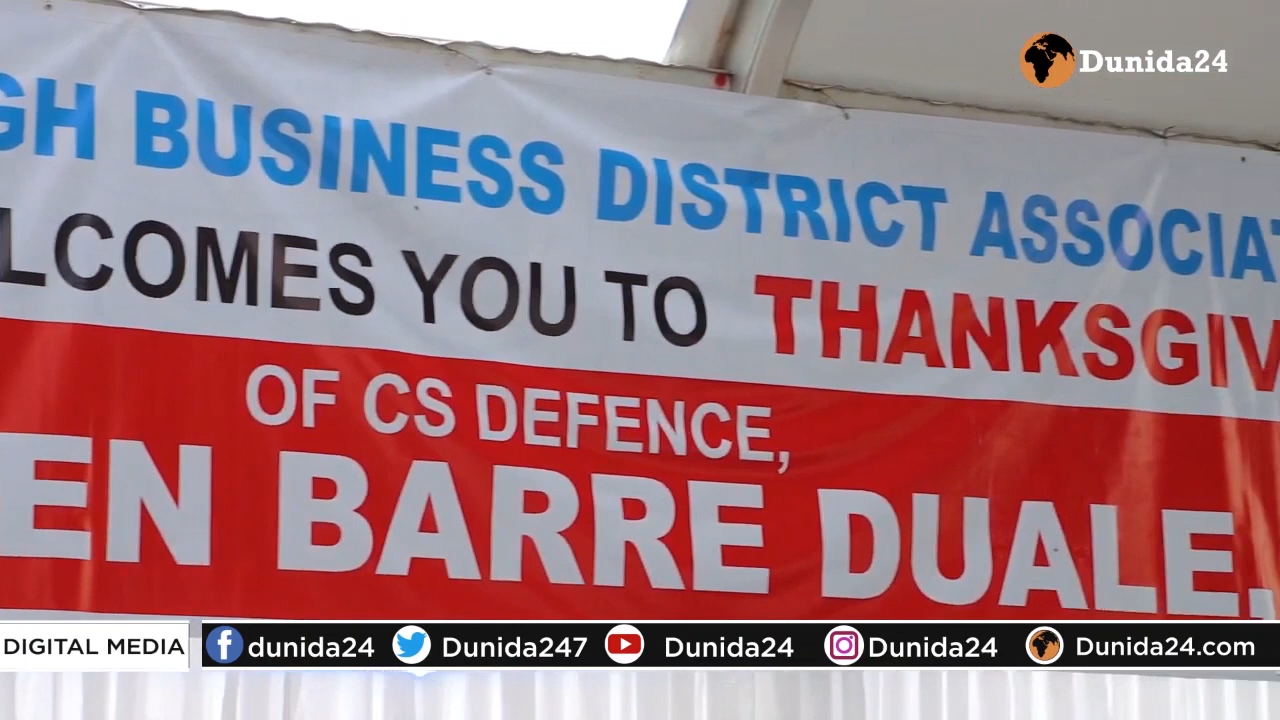 Dunida24
GH BUSINESS DISTRICT ASSOCIAT
LCOMES YOU TO THANKSGIV
OF CS DEFENCE,
EN BARRE DUALE.
DIGITAL MEDIA
dunida24 Dunida247 Dunida24 Dunida24 Dunida24.com